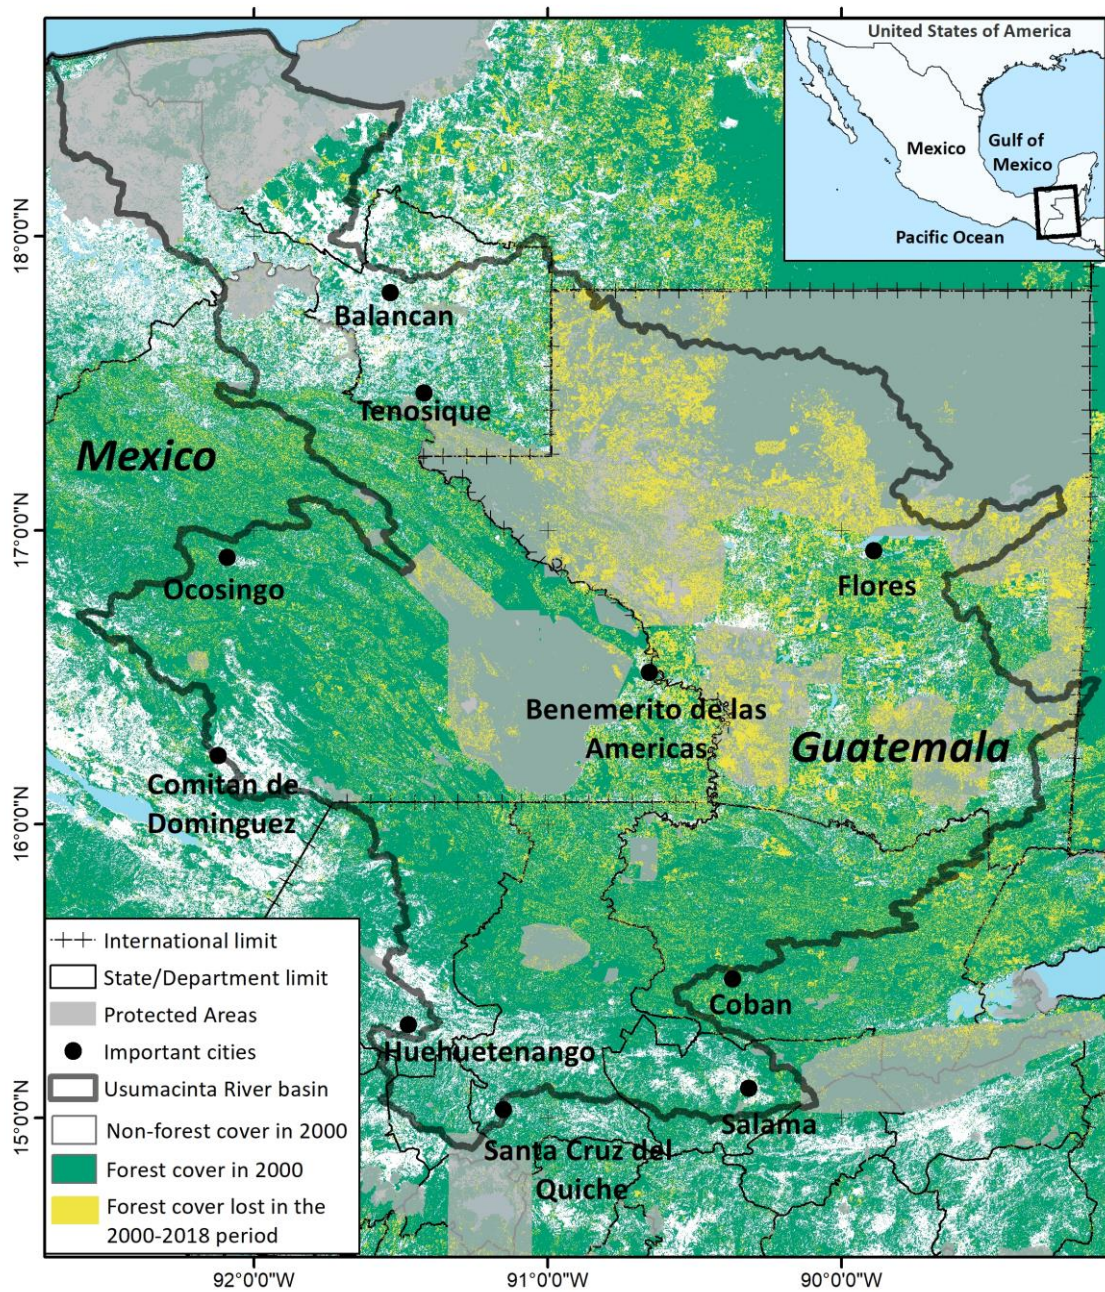 United States of America
Mexico
Gulf of
Mexico
Pacific Ocean
18°0'0"N
17°0'0"N
16°0'0"N
15°0'0"N
Balancan
Tenosique
Mexico
Ocosingo
Flores
Benemerito de las
Americas
Guatemala
Comitan de
Dominguez
Coban
Huehuetenango
Salama
Santa Cruz del
Quiche
International limit
State/Department limit
Protected Areas
Important cities
Usumacinta River basin
Non-forest cover in 2000
Forest cover in 2000
Forest cover lost in the
2000-2018 period
92°0'0"W
91°0'0"W
90°0'0"W